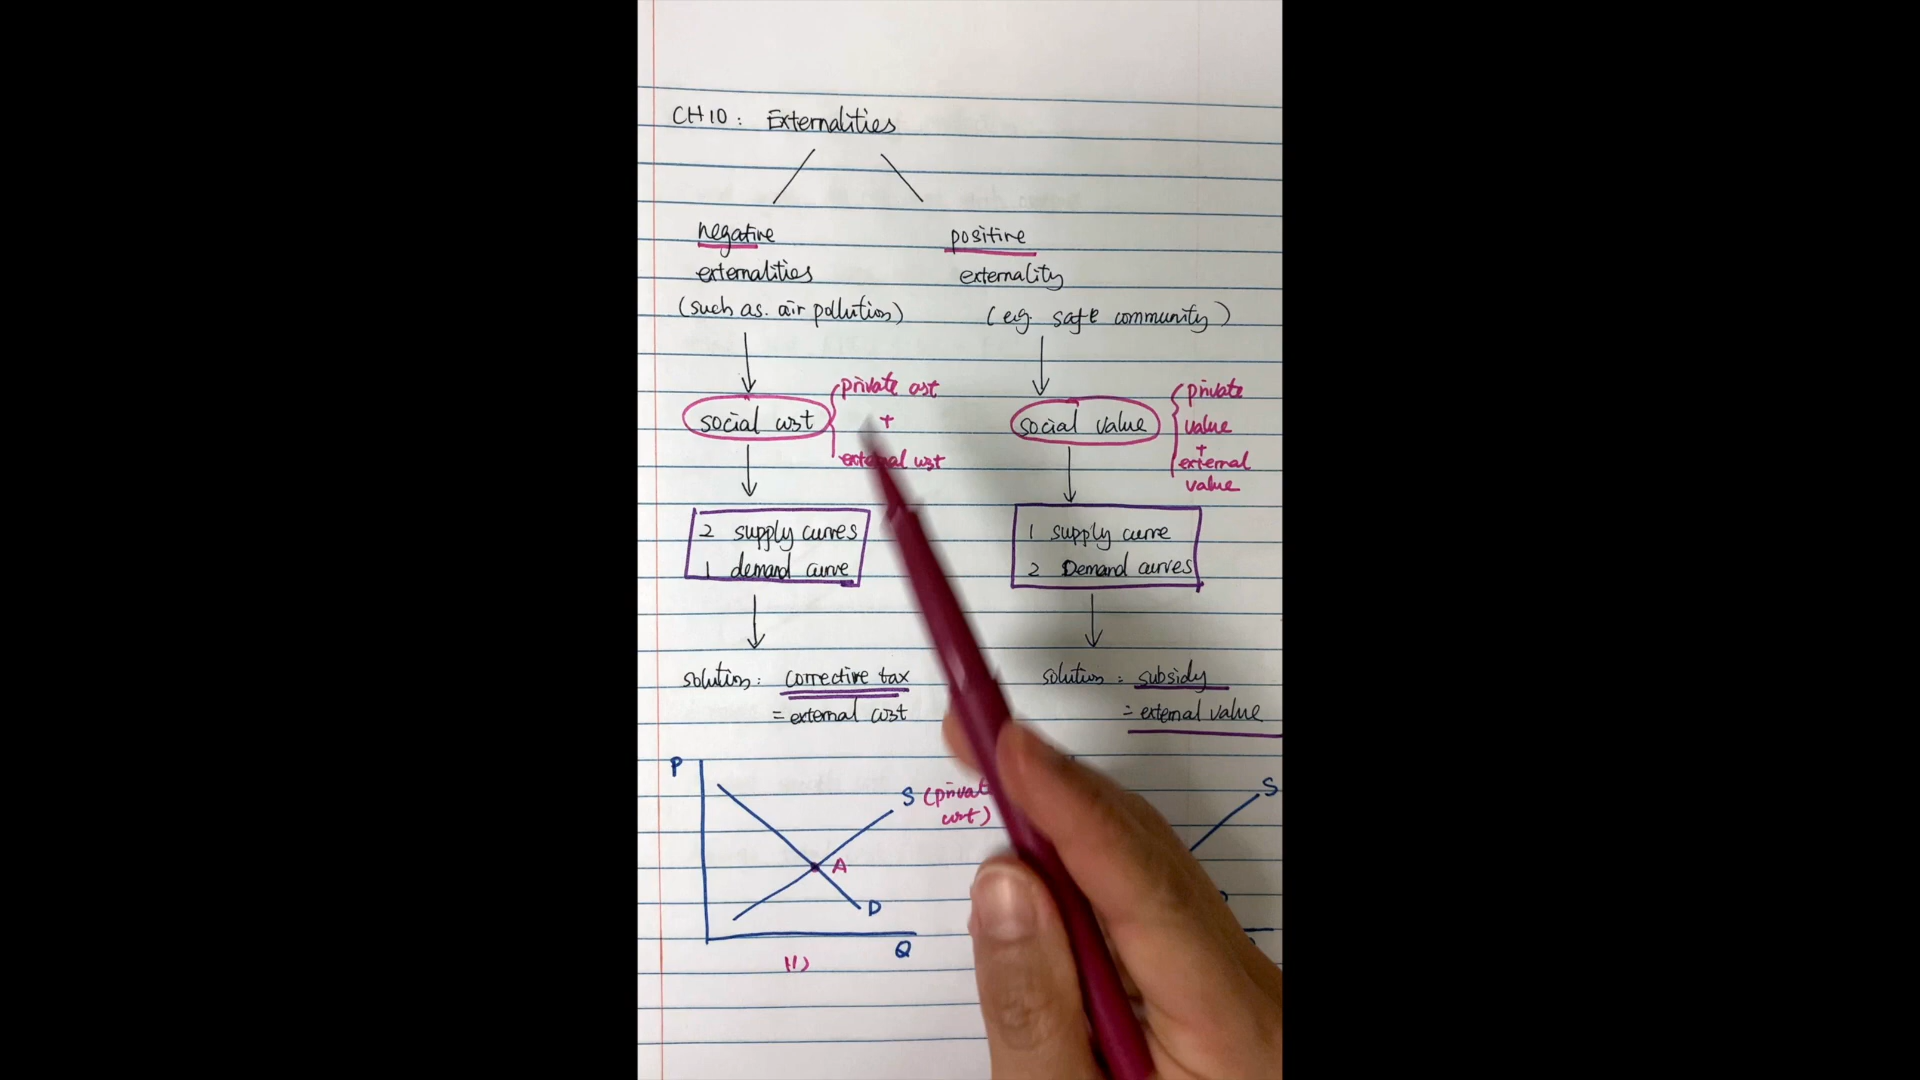 CH10: Externalities
negative
externalities
(such as. air pollution)
social cost
private cost
+
external cost
2 supply curves
1 demand curve
solution: corrective tax
= external cost
P
S (privat
cost)
A
D
Q
(1)
positive
externality
(e.g. safe community)
social value
private
value
+
external
value
1 supply curve
2 Demand curves
solution: subsidy
= external value
S